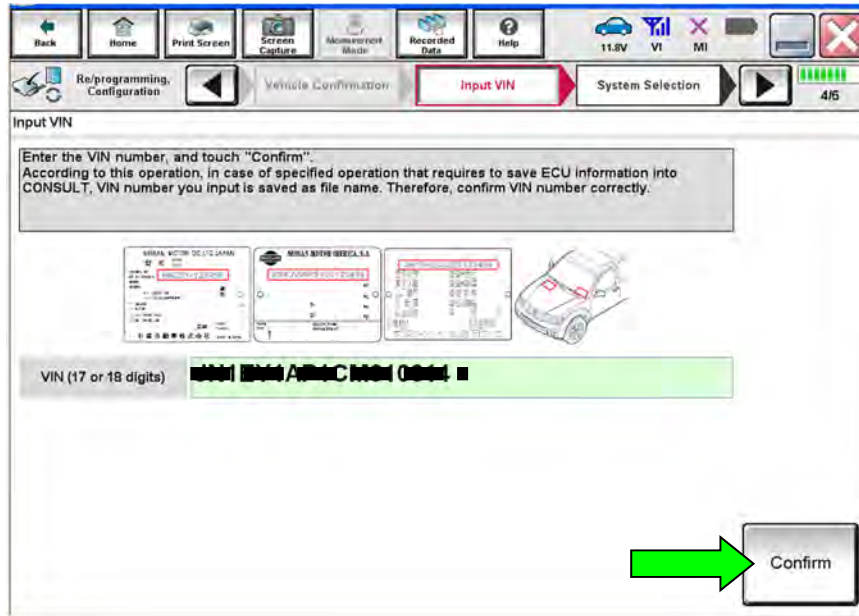 Back
Home
Print Screen
Screen Capture
Measurement Mode
Recorded Data
Help
11.8V
VI
MI
Re/programming, Configuration
Vehicle Confirmation
Input VIN
System Selection
4/6
Input VIN
Enter the VIN number, and touch "Confirm".
According to this operation, in case of specified operation that requires to save ECU information into
CONSULT, VIN number you input is saved as file name. Therefore, confirm VIN number correctly.
NISSAN MOTOR IBERICA, S.A.
VIN (17 or 18 digits)
Confirm